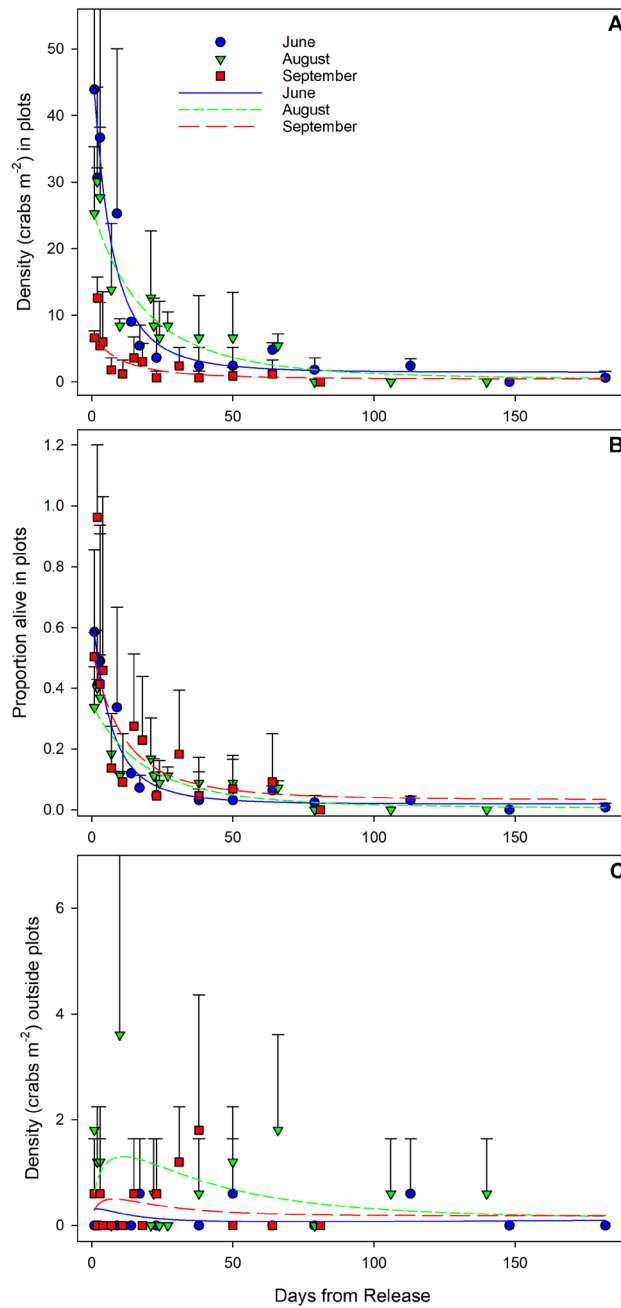 A
June
August
September
June
August
September
Density (crabs m⁻²) in plots
50
40
30
20
10
0
0
50
100
150
B
Proportion alive in plots
1.2
1.0
0.8
0.6
0.4
0.2
0.0
0
50
100
150
C
Density (crabs m⁻²) outside plots
6
4
2
0
0
50
100
150
Days from Release